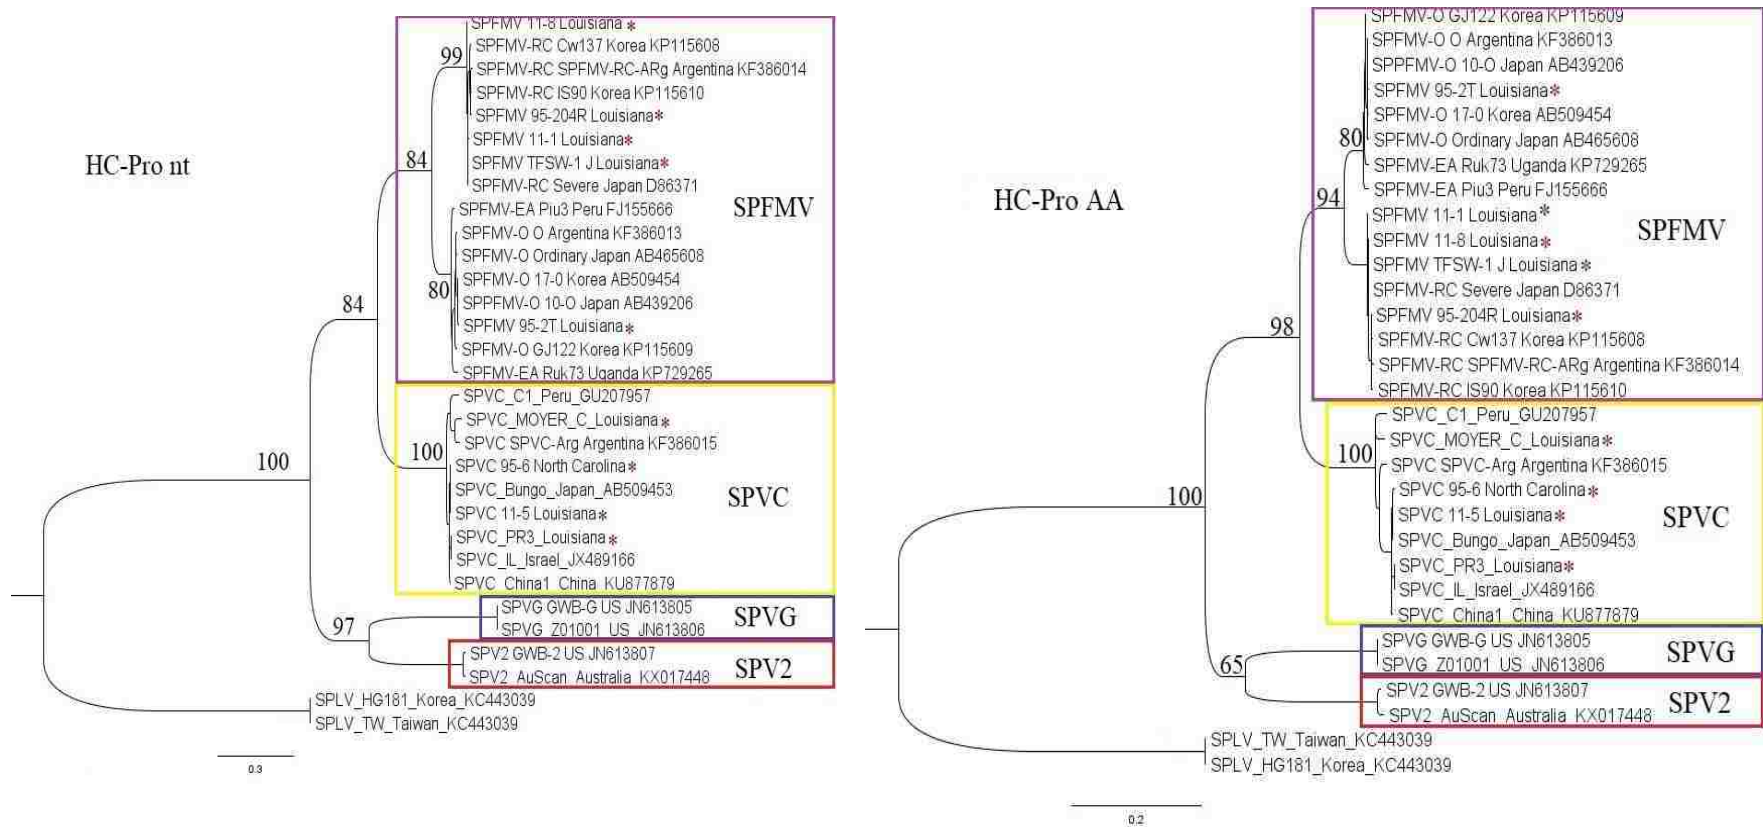 HC-Pro nt
99
84
84
80
100
100
97
SPFMV 11-8 Louisiana*
SPFMV-RC Cw137 Korea KP115608
SPFMV-RC SPFMV-RC-ARg Argentina KF386014
SPFMV-RC IS90 Korea KP115610
SPFMV 95-204R Louisiana*
SPFMV 11-1 Louisiana*
SPFMV TFSW-1 J Louisiana*
SPFMV-RC Severe Japan D86371
SPFMV-EA Piu3 Peru FJ155666
SPFMV-O O Argentina KF386013
SPFMV-O Ordinary Japan AB465608
SPFMV-O 17-0 Korea AB509454
SPPFMV-O 10-O Japan AB439206
SPFMV 95-2T Louisiana*
SPFMV-O GJ122 Korea KP115609
SPFMV-EA Ruk73 Uganda KP729265
SPFMV
SPVC_C1_Peru_GU207957
SPVC_MOYER_C_Louisiana*
SPVC SPVC-Arg Argentina KF386015
SPVC 95-6 North Carolina*
SPVC_Bungo_Japan_AB509453
SPVC 11-5 Louisiana*
SPVC_PR3_Louisiana*
SPVC_IL_Israel_JX489166
SPVC_China1_China_KU877879
SPVC
SPVG GWB-G US JN613805
SPVG_Z01001_US_JN613806
SPVG
SPV2 GWB-2 US JN613807
SPV2_AuScan_Australia_KX017448
SPV2
SPLV_HG181_Korea_KC443039
SPLV_TW_Taiwan_KC443039
0.3
HC-Pro AA
80
94
98
100
100
65
SPFMV-O GJ122 Korea KP115609
SPFMV-O O Argentina KF386013
SPPFMV-O 10-O Japan AB439206
SPFMV 95-2T Louisiana*
SPFMV-O 17-0 Korea AB509454
SPFMV-O Ordinary Japan AB465608
SPFMV-EA Ruk73 Uganda KP729265
SPFMV-EA Piu3 Peru FJ155666
SPFMV 11-1 Louisiana*
SPFMV 11-8 Louisiana*
SPFMV TFSW-1 J Louisiana*
SPFMV-RC Severe Japan D86371
SPFMV 95-204R Louisiana*
SPFMV-RC Cw137 Korea KP115608
SPFMV-RC SPFMV-RC-ARg Argentina KF386014
SPFMV-RC IS90 Korea KP115610
SPFMV
SPVC_C1_Peru_GU207957
SPVC_MOYER_C_Louisiana*
SPVC SPVC-Arg Argentina KF386015
SPVC 95-6 North Carolina*
SPVC 11-5 Louisiana*
SPVC_Bungo_Japan_AB509453
SPVC_PR3_Louisiana*
SPVC_IL_Israel_JX489166
SPVC_China1_China_KU877879
SPVC
SPVG GWB-G US JN613805
SPVG_Z01001_US_JN613806
SPVG
SPV2 GWB-2 US JN613807
SPV2_AuScan_Australia_KX017448
SPV2
SPLV_TW_Taiwan_KC443039
SPLV_HG181_Korea_KC443039
0.2